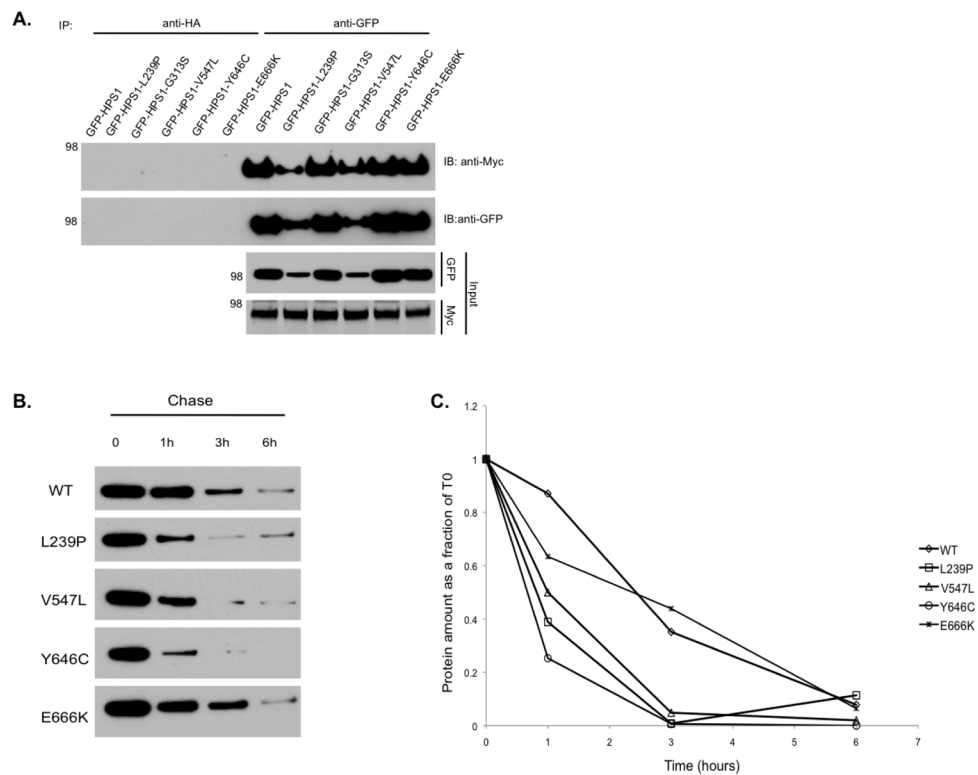 A.
IP:
anti-HA
anti-GFP
GFP-HPS1
GFP-HPS1-L239P
GFP-HPS1-G313S
GFP-HPS1-V547L
GFP-HPS1-Y646C
GFP-HPS1-E666K
GFP-HPS1
GFP-HPS1-L239P
GFP-HPS1-G313S
GFP-HPS1-V547L
GFP-HPS1-Y646C
GFP-HPS1-E666K
98
IB: anti-Myc
98
IB:anti-GFP
98
GFP
Input
98
Myc
B.
Chase
0 1h 3h 6h
WT
L239P
V547L
Y646C
E666K
C.
Protein amount as a fraction of T0
1.2
1
0.8
0.6
0.4
0.2
0
0 1 2 3 4 5 6 7
Time (hours)
WT
L239P
V547L
Y646C
E666K